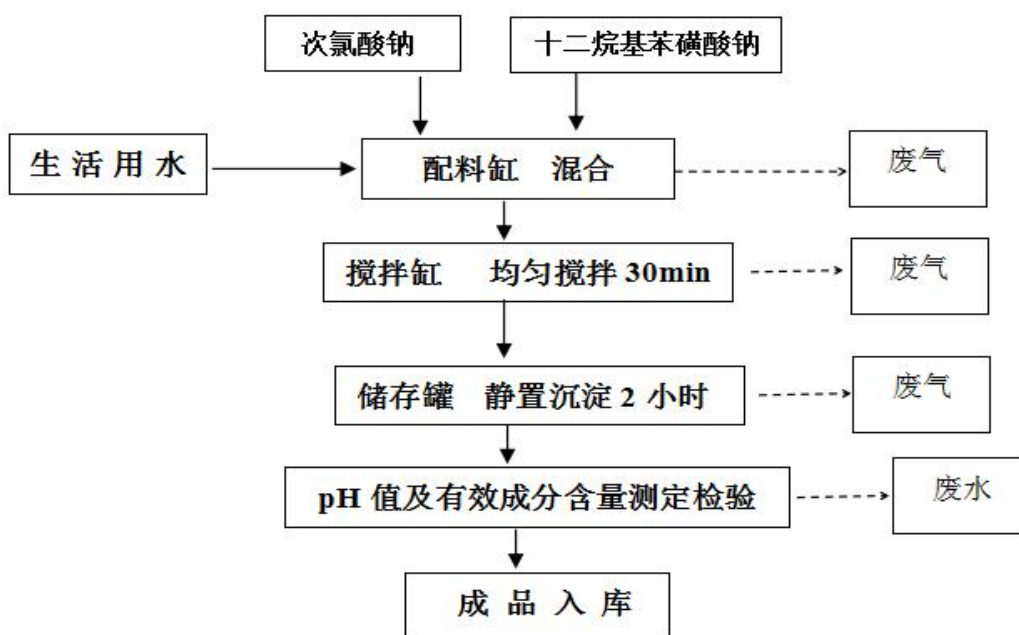 次氯酸钠
十二烷基苯磺酸钠
生活用水
配料缸 混合
废气
搅拌缸 均匀搅拌30min
废气
储存罐 静置沉淀2小时
废气
pH值及有效成分含量测定检验
废水
成品入库